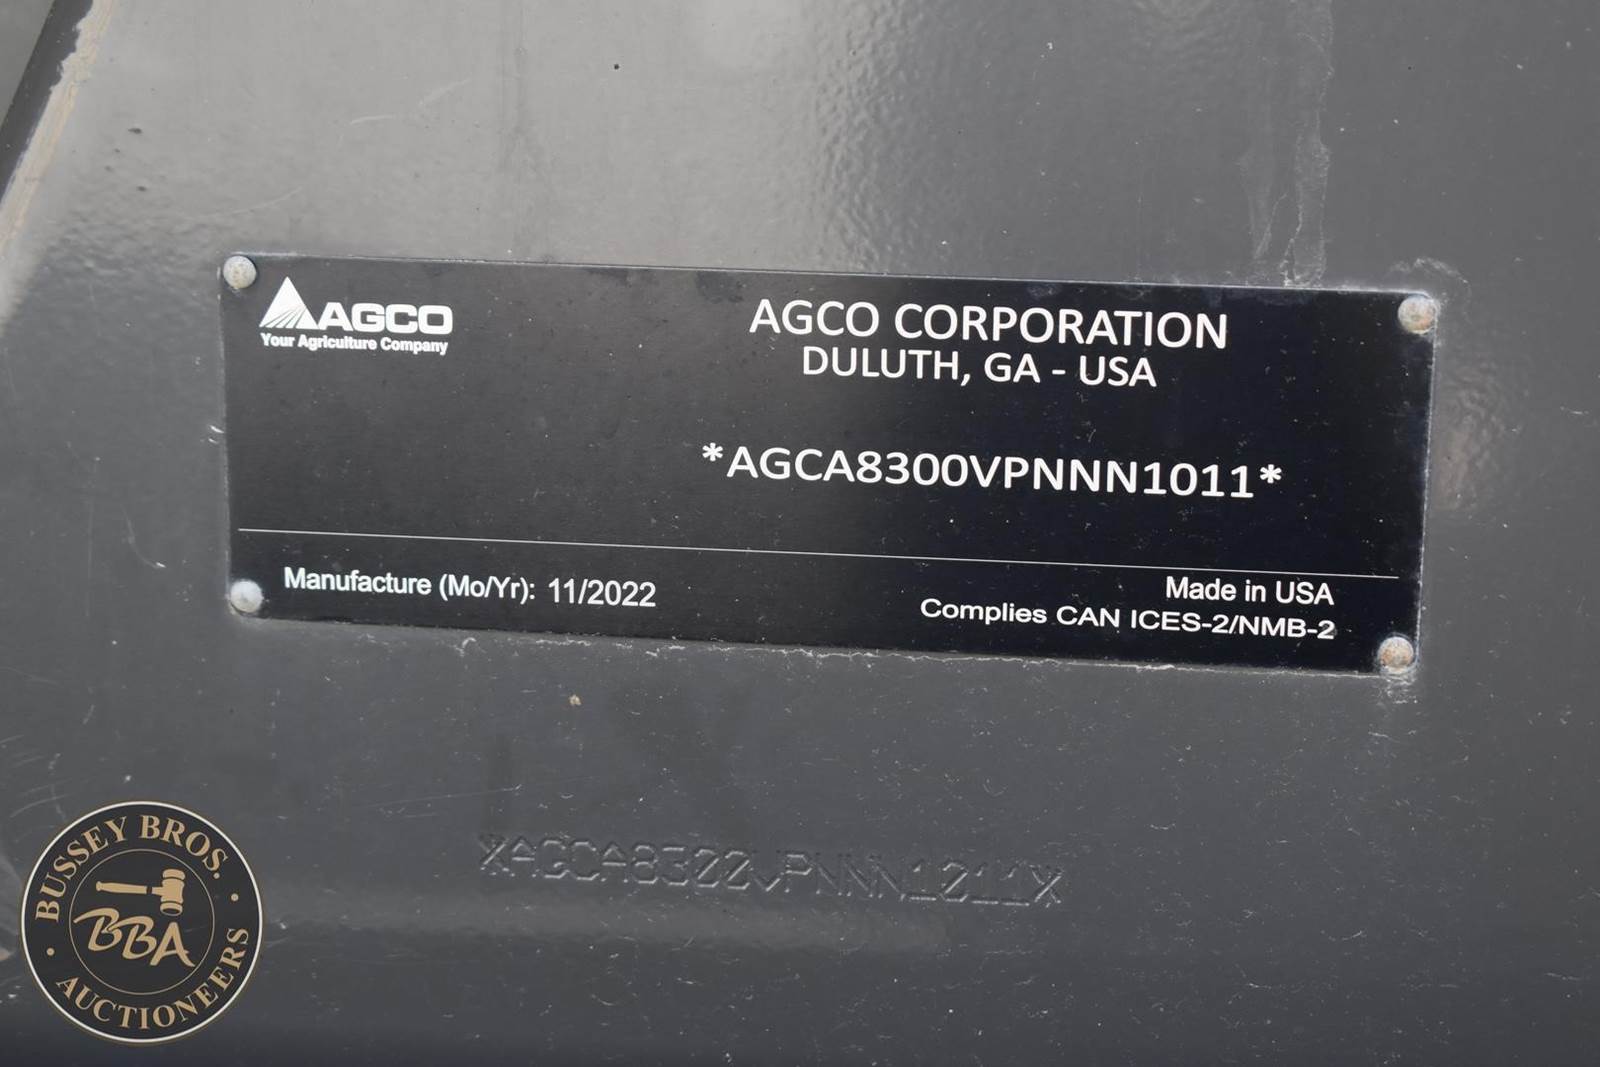 AGCO
Your Agriculture Company
AGCO CORPORATION
DULUTH, GA - USA
*AGCA8300VPNNN1011*
Manufacture (Mo/Yr): 11/2022
Made in USA
Complies CAN ICES-2/NMB-2
*AGCA8300VPNNN1011*
BUSSEY BROS.
BBA
AUCTIONEERS